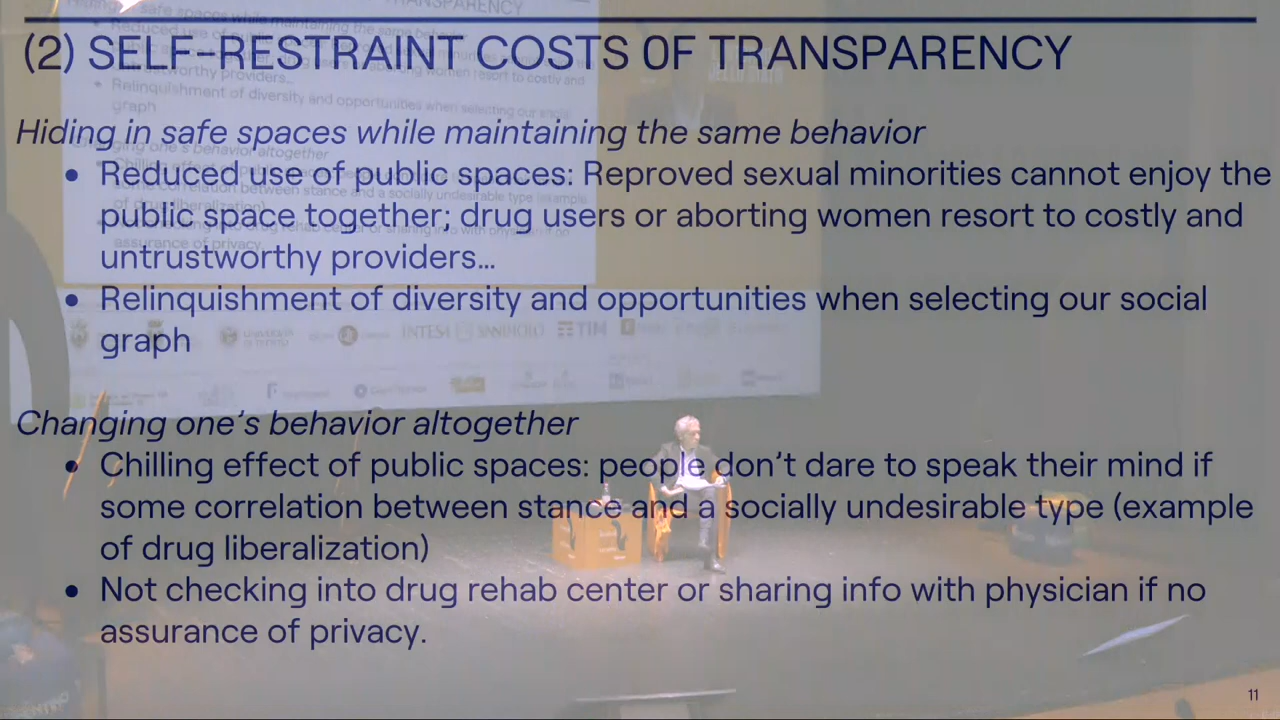 (2) SELF-RESTRAINT COSTS OF TRANSPARENCY
Hiding in safe spaces while maintaining the same behavior
• Reduced use of public spaces: Reproved sexual minorities cannot enjoy the
public space together; drug users or aborting women resort to costly and
untrustworthy providers…
• Relinquishment of diversity and opportunities when selecting our social
graph
Changing one's behavior altogether
• Chilling effect of public spaces: people don't dare to speak their mind if
some correlation between stance and a socially undesirable type (example
of drug liberalization)
• Not checking into drug rehab center or sharing info with physician if no
assurance of privacy.
11
INTESA SANPAOLO
TIM